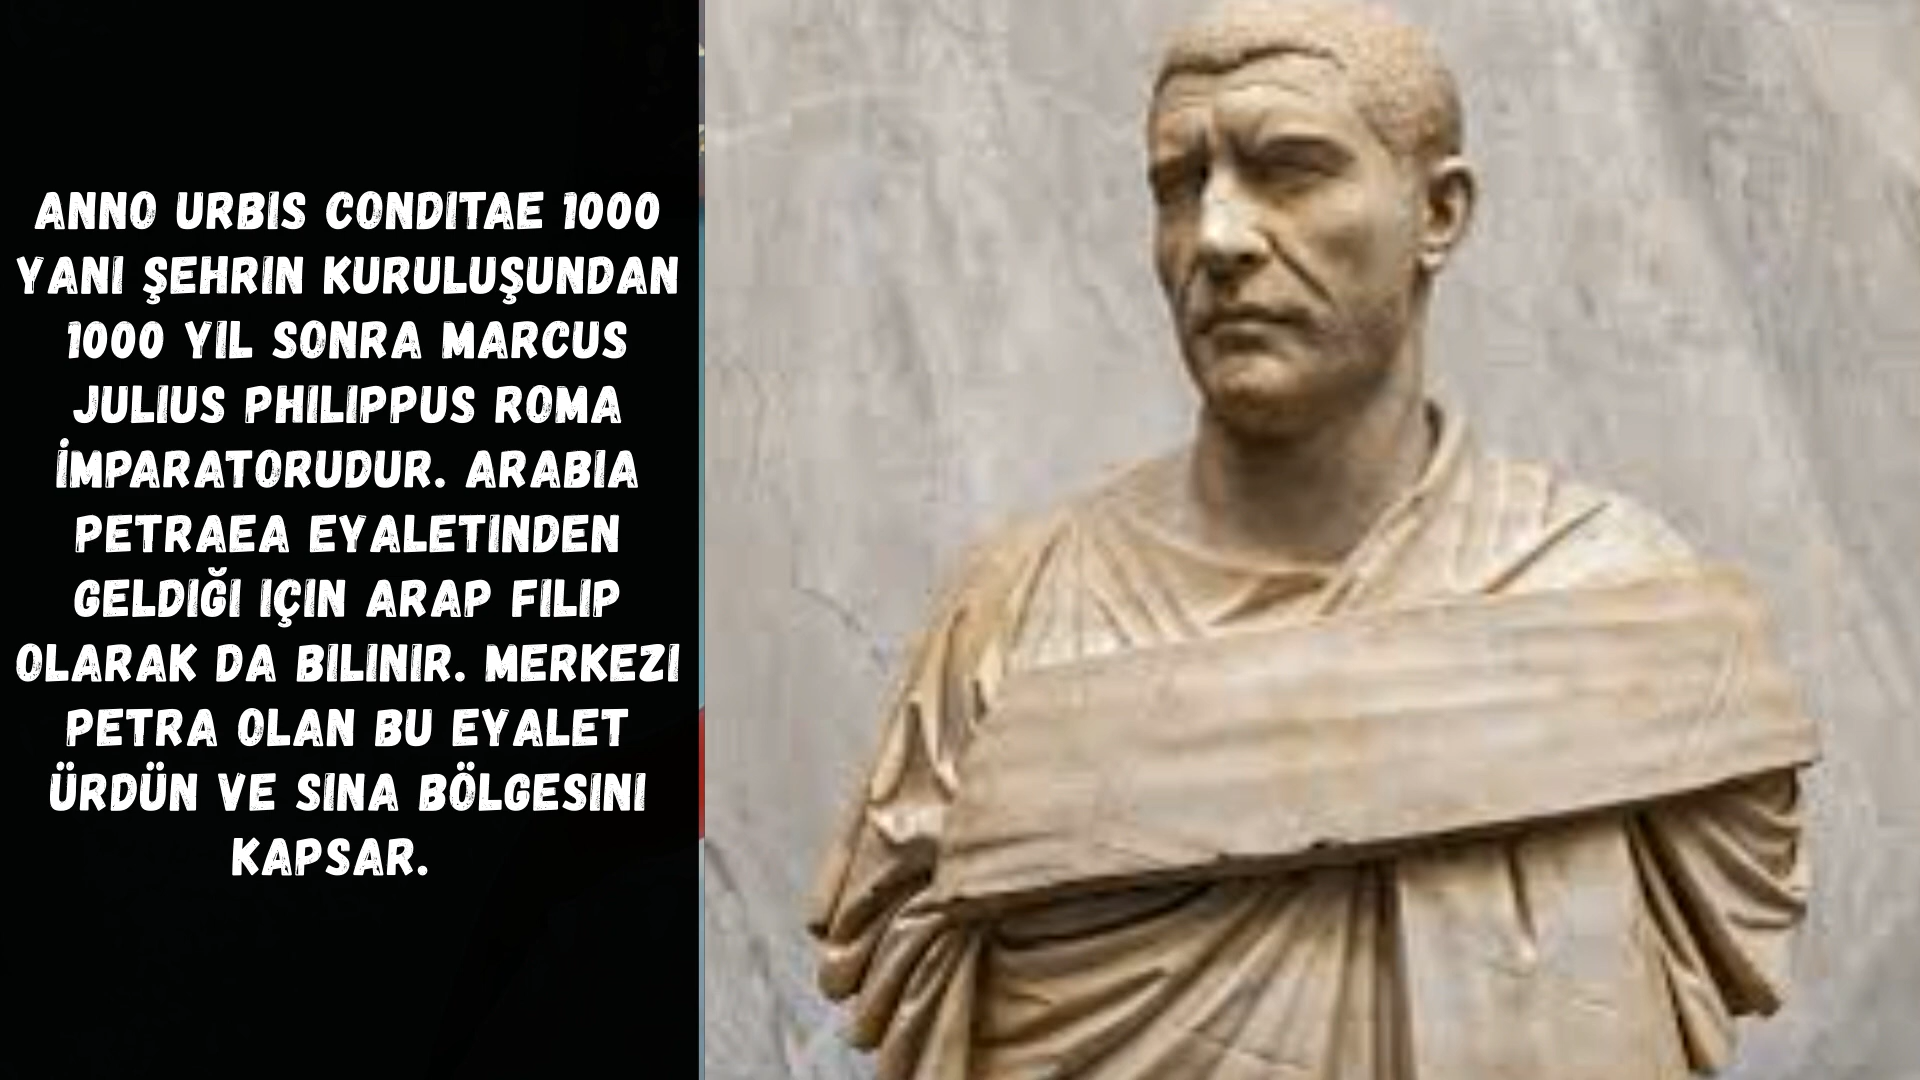 ANNO URBIS CONDITAE 1000
YANI ŞEHRIN KURULUŞUNDAN
1000 YIL SONRA MARCUS
JULIUS PHILIPPUS ROMA
İMPARATORUDUR. ARABIA
PETRAEA EYALETINDEN
GELDIĞI IÇIN ARAP FILIP
OLARAK DA BILINIR. MERKEZI
PETRA OLAN BU EYALET
ÜRDÜN VE SINA BÖLGESINI
KAPSAR.